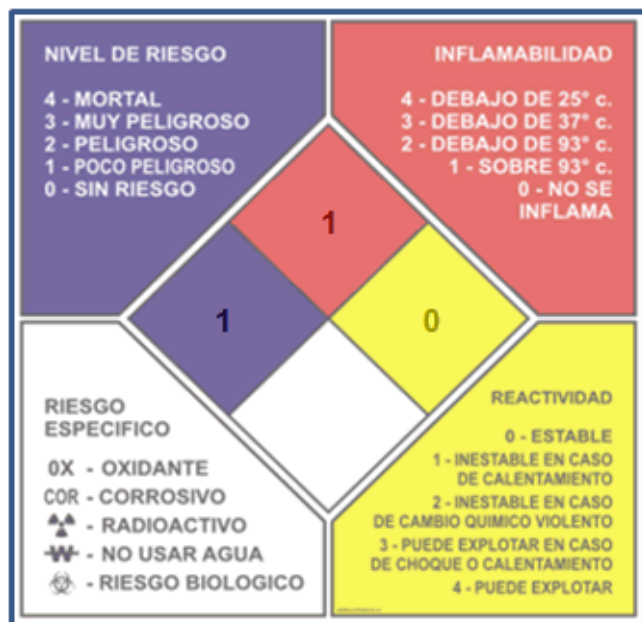 NIVEL DE RIESGO
4 - MORTAL
3 - MUY PELIGROSO
2 - PELIGROSO
1 - POCO PELIGROSO
0 - SIN RIESGO
INFLAMABILIDAD
4 - DEBAJO DE 25° c.
3 - DEBAJO DE 37° c.
2 - DEBAJO DE 93° c.
1 - SOBRE 93° c.
0 - NO SE
INFLAMA
1
1
0
RIESGO
ESPECIFICO
0X - OXIDANTE
COR - CORROSIVO
- RADIOACTIVO
W - NO USAR AGUA
- RIESGO BIOLOGICO
REACTIVIDAD
0 - ESTABLE
1 - INESTABLE EN CASO
DE CALENTAMIENTO
2 - INESTABLE EN CASO
DE CAMBIO QUIMICO VIOLENTO
3 - PUEDE EXPLOTAR EN CASO
DE CHOQUE O CALENTAMIENTO
4 - PUEDE EXPLOTAR